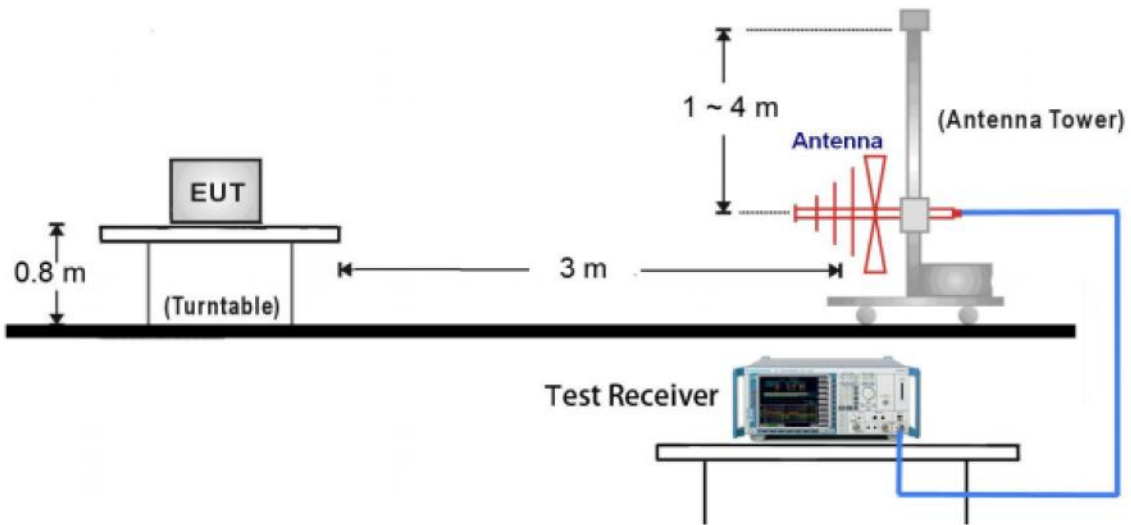 1 ~ 4 m
(Antenna Tower)
Antenna
EUT
0.8 m
3 m
(Turntable)
Test Receiver